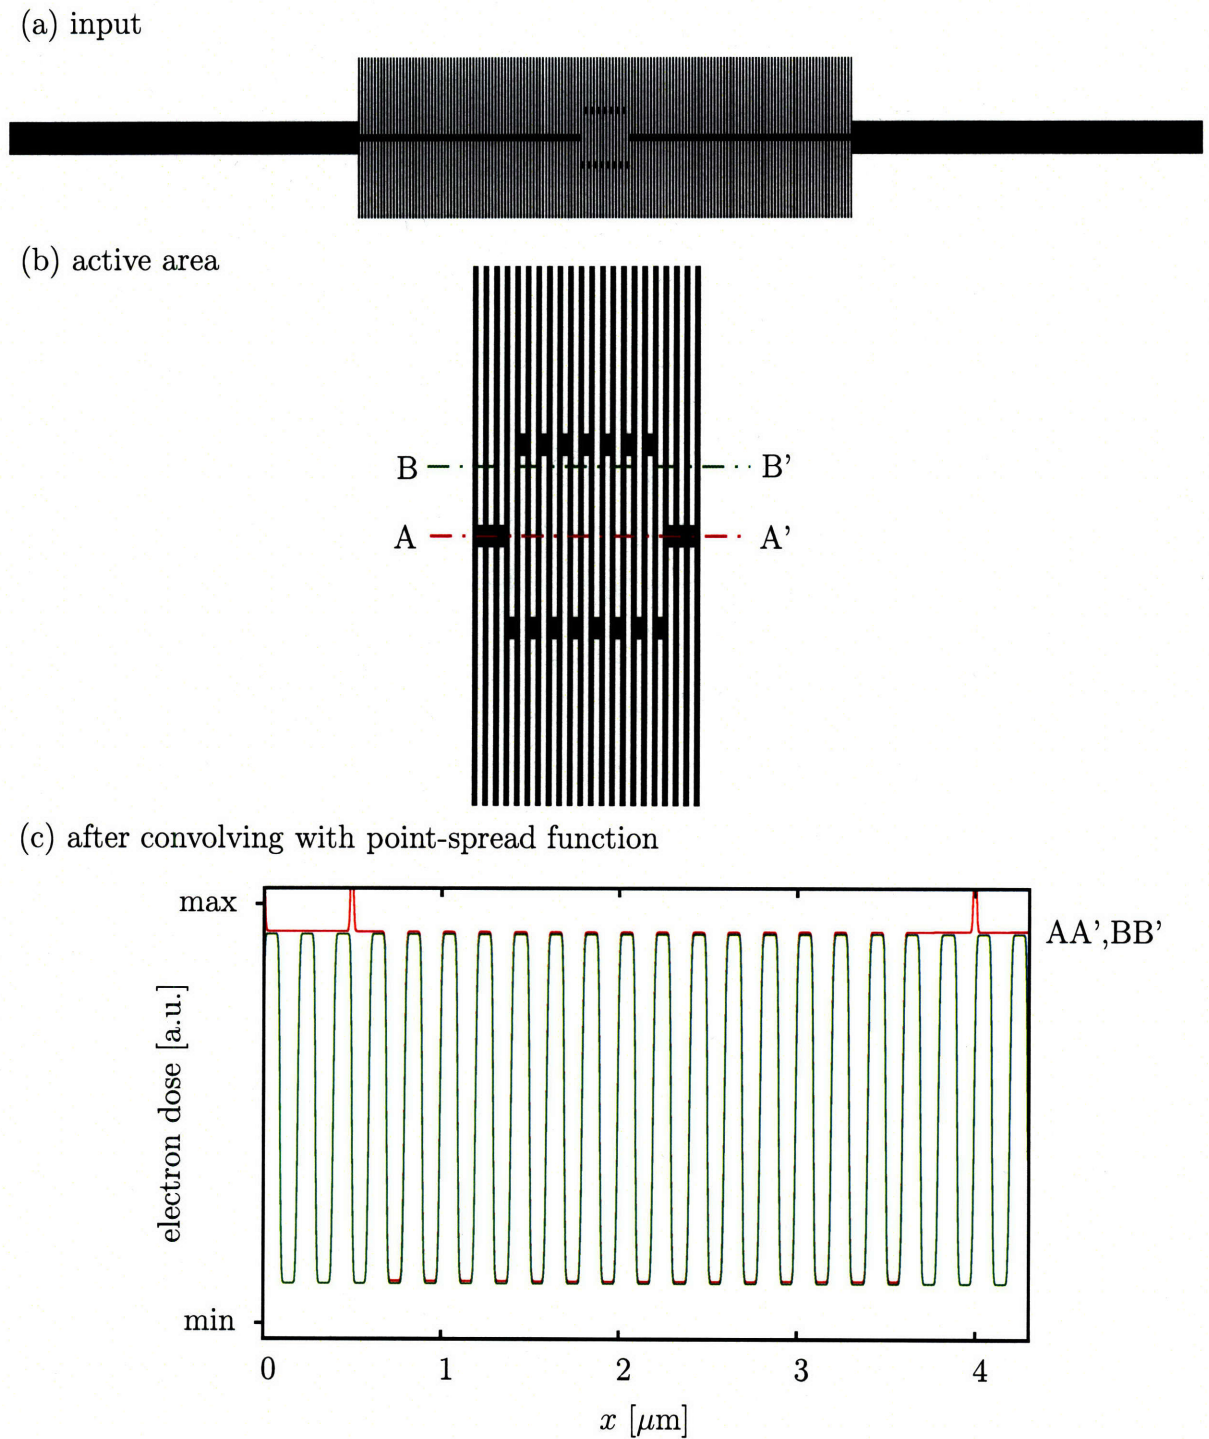 (a) input
(b) active area
B
B’
A
A’
(c) after convolving with point-spread function
max
AA’,BB’
electron dose [a.u.]
min
0 1 2 3 4
x [μm]